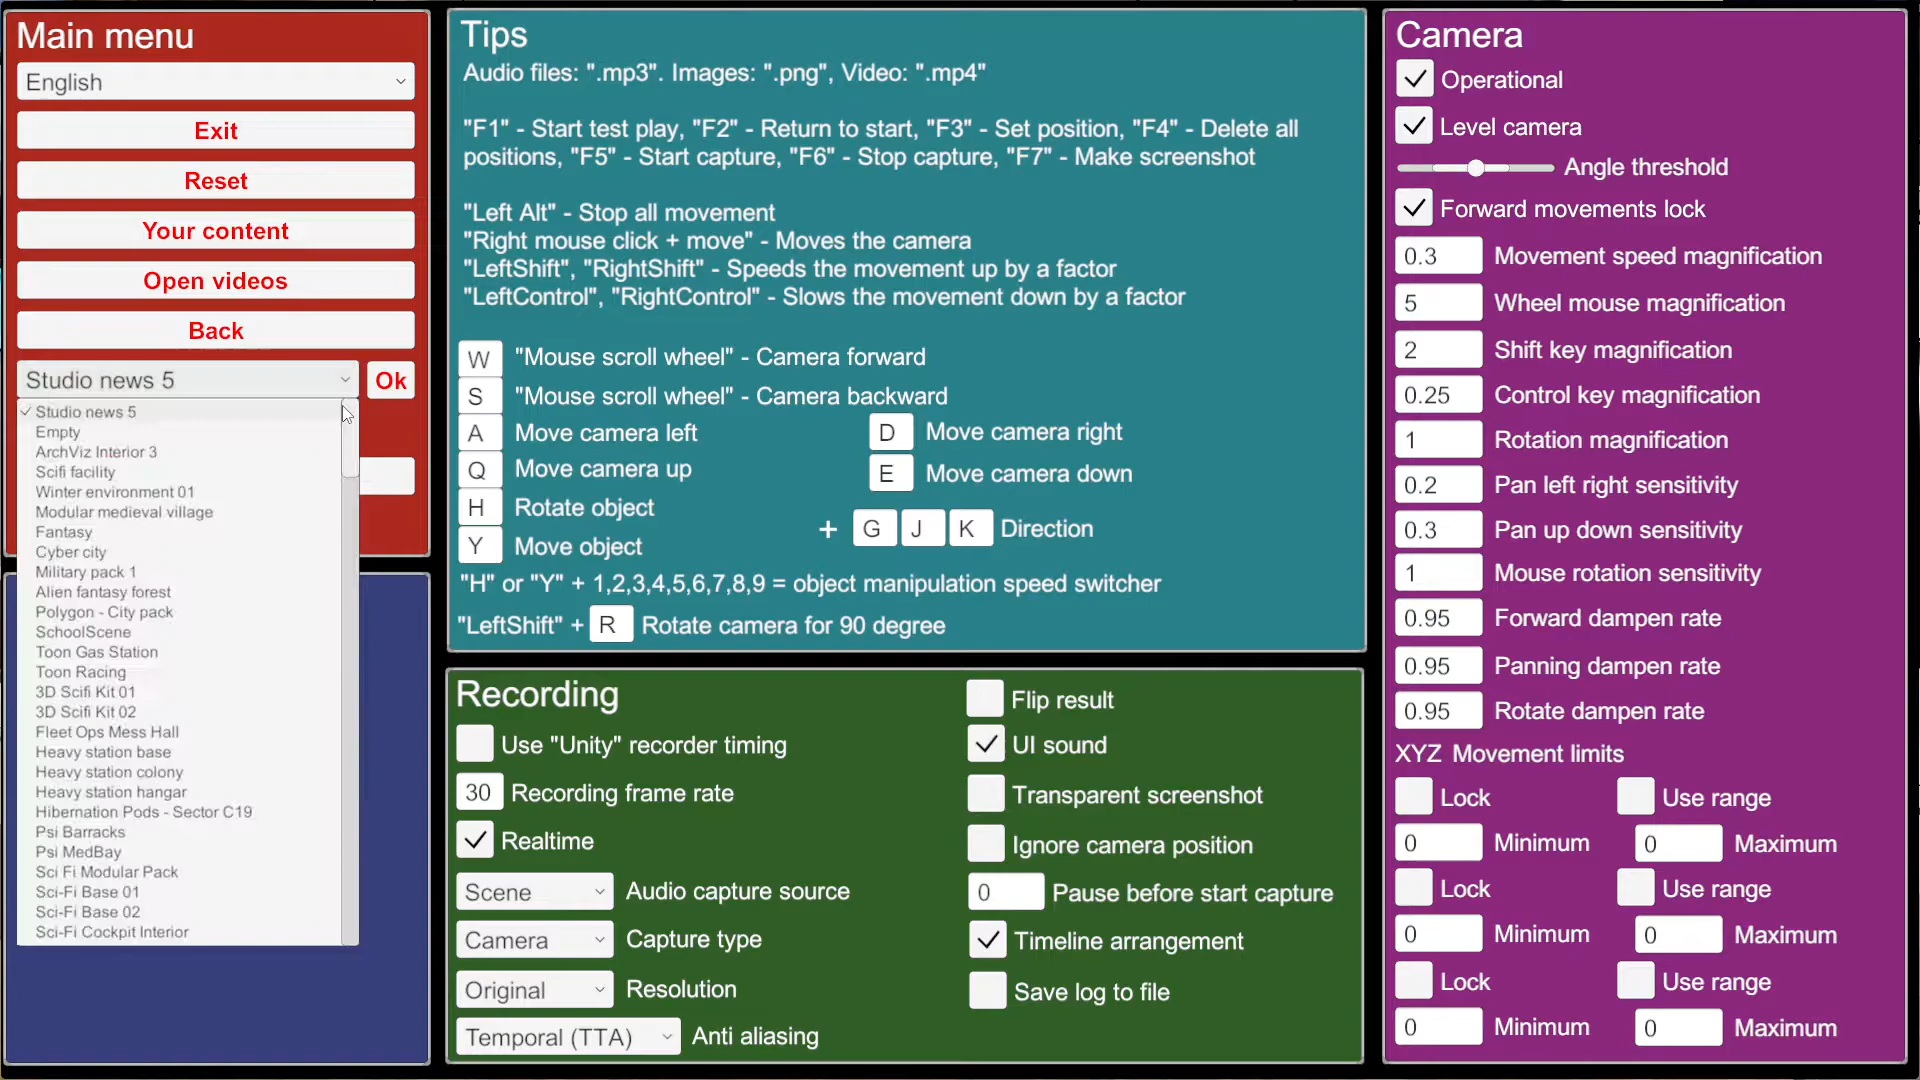 Main menu
English
Exit
Reset
Your content
Open videos
Back
Studio news 5
Ok
Studio news 5
Empty
ArchViz Interior 3
Scifi facility
Winter environment 01
Modular medieval village
Fantasy
Cyber city
Military pack 1
Alien fantasy forest
Polygon - City pack
SchoolScene
Toon Gas Station
Toon Racing
3D Scifi Kit 01
3D Scifi Kit 02
Fleet Ops Mess Hall
Heavy station base
Heavy station colony
Heavy station hangar
Hibernation Pods - Sector C19
Psi Barracks
Psi MedBay
Sci Fi Modular Pack
Sci-Fi Base 01
Sci-Fi Base 02
Sci-Fi Cockpit Interior
Tips
Audio files: ".mp3". Images: ".png", Video: ".mp4"
"F1" - Start test play, "F2" - Return to start, "F3" - Set position, "F4" - Delete all
positions, "F5" - Start capture, "F6" - Stop capture, "F7" - Make screenshot
"Left Alt" - Stop all movement
"Right mouse click + move" - Moves the camera
"LeftShift", "RightShift" - Speeds the movement up by a factor
"LeftControl", "RightControl" - Slows the movement down by a factor
W "Mouse scroll wheel" - Camera forward
S "Mouse scroll wheel" - Camera backward
A Move camera left D Move camera right
Q Move camera up E Move camera down
H Rotate object
+ G J K Direction
Y Move object
"H" or "Y" + 1,2,3,4,5,6,7,8,9 = object manipulation speed switcher
"LeftShift" + R Rotate camera for 90 degree
Recording
Use "Unity" recorder timing
30 Recording frame rate
Realtime
Scene Audio capture source
Camera Capture type
Original Resolution
Temporal (TTA) Anti aliasing
Flip result
UI sound
Transparent screenshot
Ignore camera position
0 Pause before start capture
Timeline arrangement
Save log to file
Camera
Operational
Level camera
Angle threshold
Forward movements lock
0.3 Movement speed magnification
5 Wheel mouse magnification
2 Shift key magnification
0.25 Control key magnification
1 Rotation magnification
0.2 Pan left right sensitivity
0.3 Pan up down sensitivity
1 Mouse rotation sensitivity
0.95 Forward dampen rate
0.95 Panning dampen rate
0.95 Rotate dampen rate
XYZ Movement limits
Lock Use range
0 Minimum 0 Maximum
Lock Use range
0 Minimum 0 Maximum
Lock Use range
0 Minimum 0 Maximum